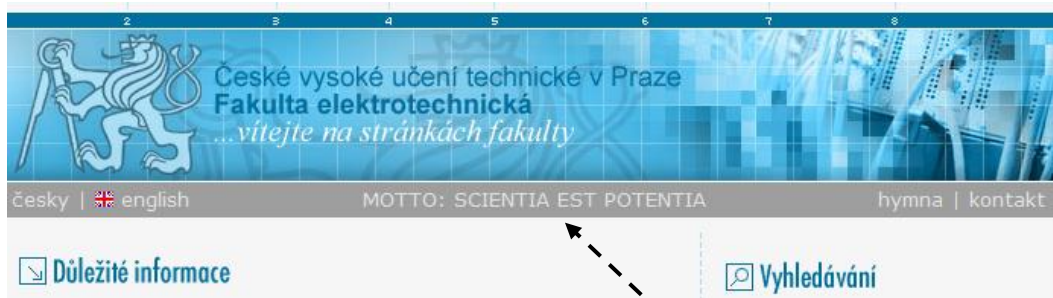 2 3 4 5 6 7 8
České vysoké učení technické v Praze
Fakulta elektrotechnická
...vítejte na stránkách fakulty
česky | english MOTTO: SCIENTIA EST POTENTIA hymna | kontakt
Důležité informace
Vyhledávání